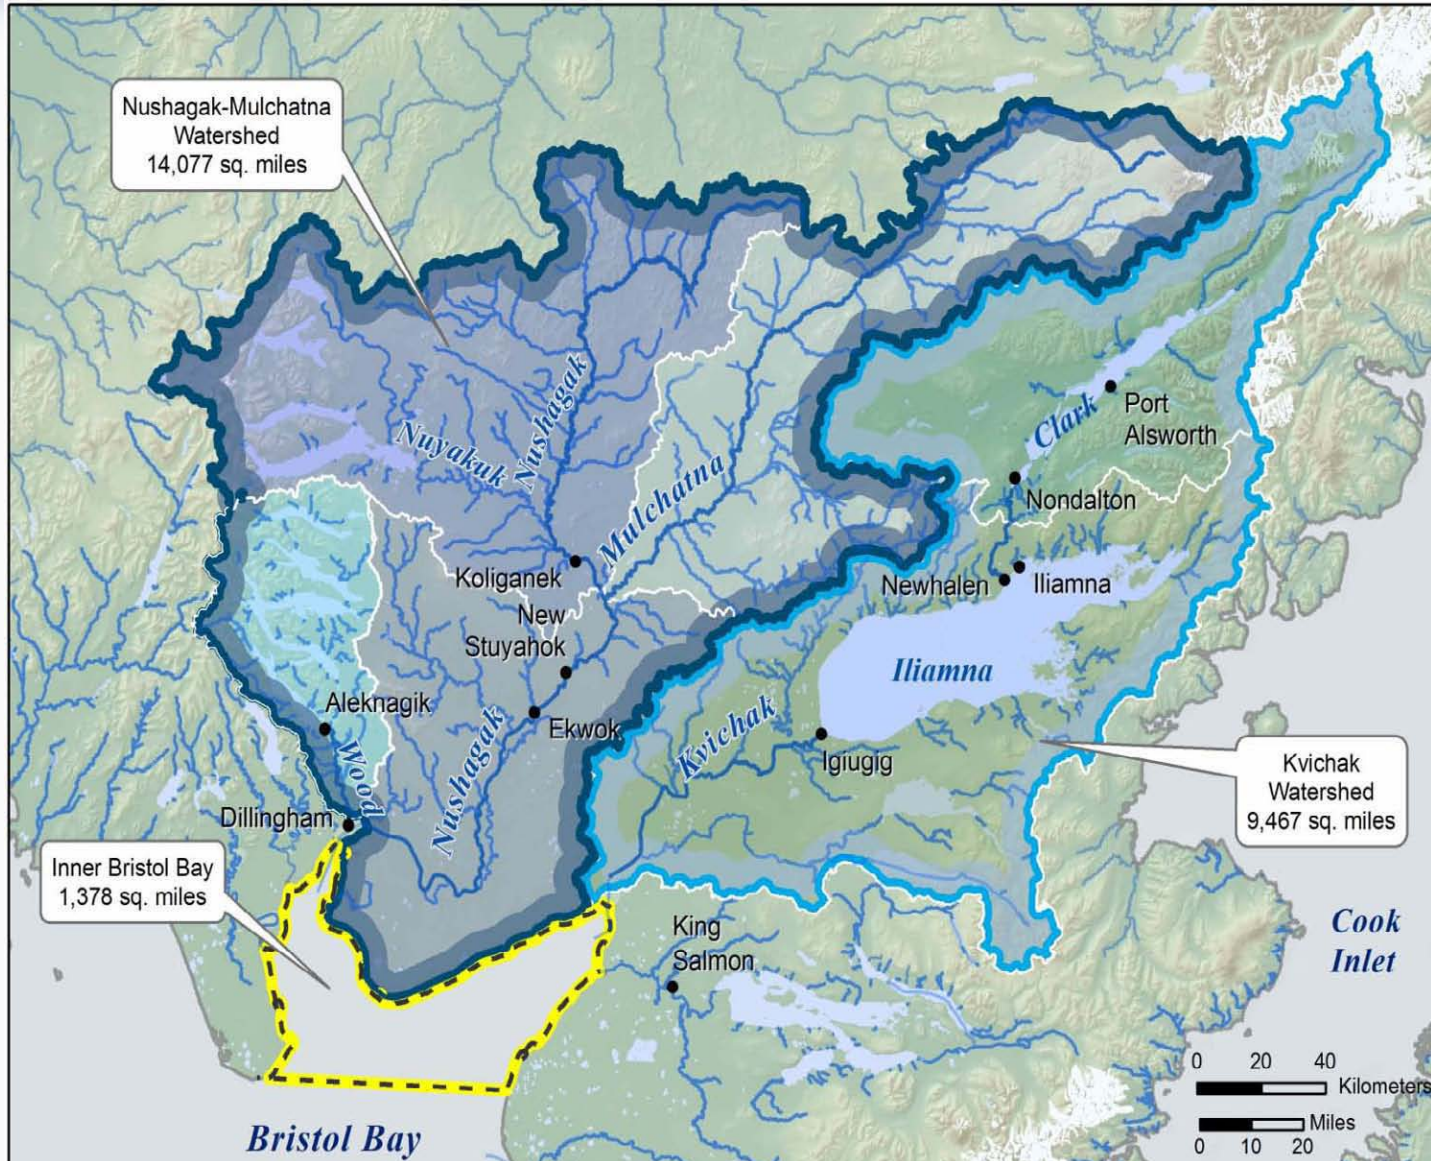 Nushagak-Mulchatna
Watershed
14,077 sq. miles
Nushagak
Nuyakuk
Clark
Port
Alsworth
Mulchatna
Nondalton
Koliganek
Newhalen
Iliamna
New
Stuyahok
Iliamna
Aleknagik
Ekwok
Kvichak
Igiugig
Wood
Nushagak
Kvichak
Watershed
9,467 sq. miles
Dillingham
Inner Bristol Bay
1,378 sq. miles
King
Salmon
Cook
Inlet
0 20 40
Kilometers
Miles
0 10 20
Bristol Bay